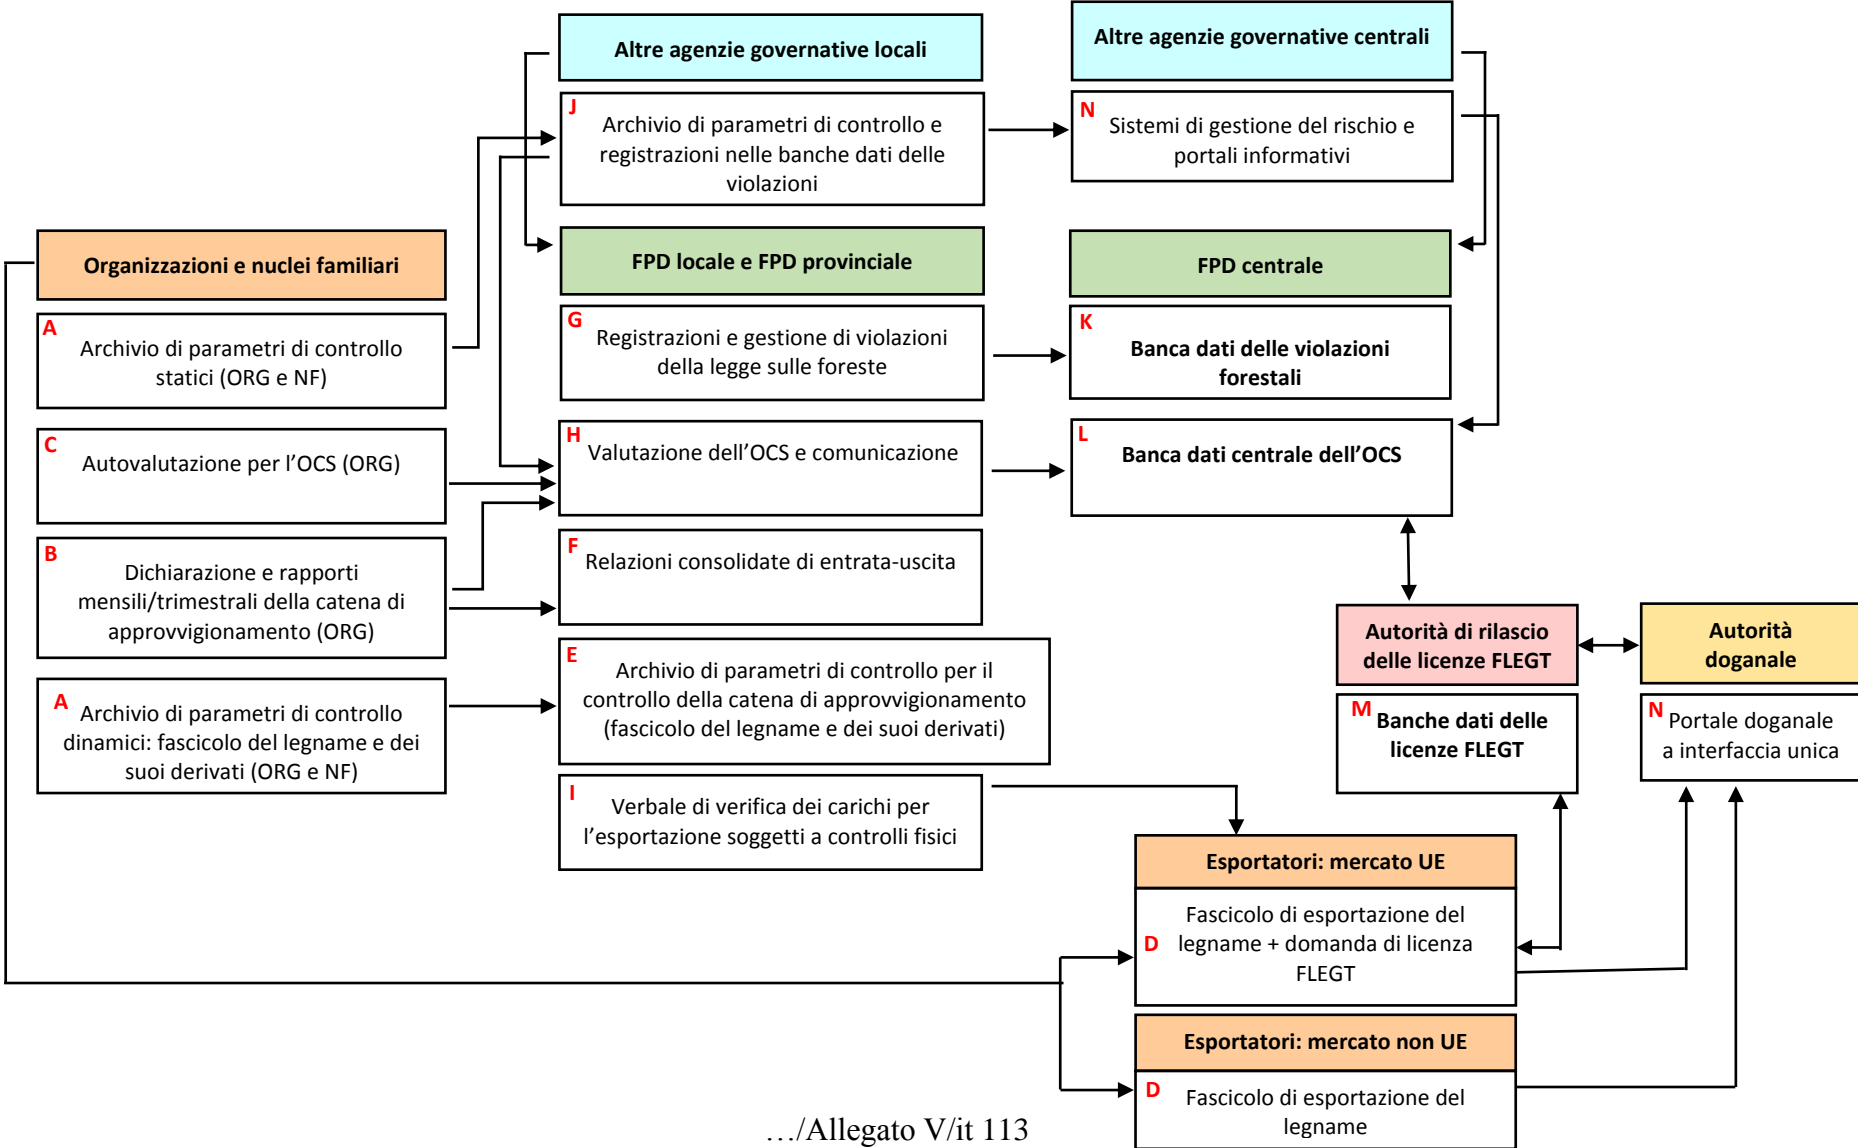 Altre agenzie governative locali
Altre agenzie governative centrali
J
Archivio di parametri di controllo e
registrazioni nelle banche dati delle
violazioni
N
Sistemi di gestione del rischio e
portali informativi
Organizzazioni e nuclei familiari
FPD locale e FPD provinciale
FPD centrale
A
Archivio di parametri di controllo
statici (ORG e NF)
G
Registrazioni e gestione di violazioni
della legge sulle foreste
K
Banca dati delle violazioni
forestali
C
Autovalutazione per l’OCS (ORG)
H
Valutazione dell’OCS e comunicazione
L
Banca dati centrale dell’OCS
B
Dichiarazione e rapporti
mensili/trimestrali della catena di
approvvigionamento (ORG)
F
Relazioni consolidate di entrata-uscita
Autorità di rilascio
delle licenze FLEGT
Autorità
doganale
A
Archivio di parametri di controllo
dinamici: fascicolo del legname e dei
suoi derivati (ORG e NF)
E
Archivio di parametri di controllo per il
controllo della catena di approvvigionamento
(fascicolo del legname e dei suoi derivati)
M
Banche dati delle
licenze FLEGT
N
Portale doganale
a interfaccia unica
I
Verbale di verifica dei carichi per
l’esportazione soggetti a controlli fisici
Esportatori: mercato UE
D
Fascicolo di esportazione del
legname + domanda di licenza
FLEGT
Esportatori: mercato non UE
D
Fascicolo di esportazione del
legname
…/Allegato V/it 113